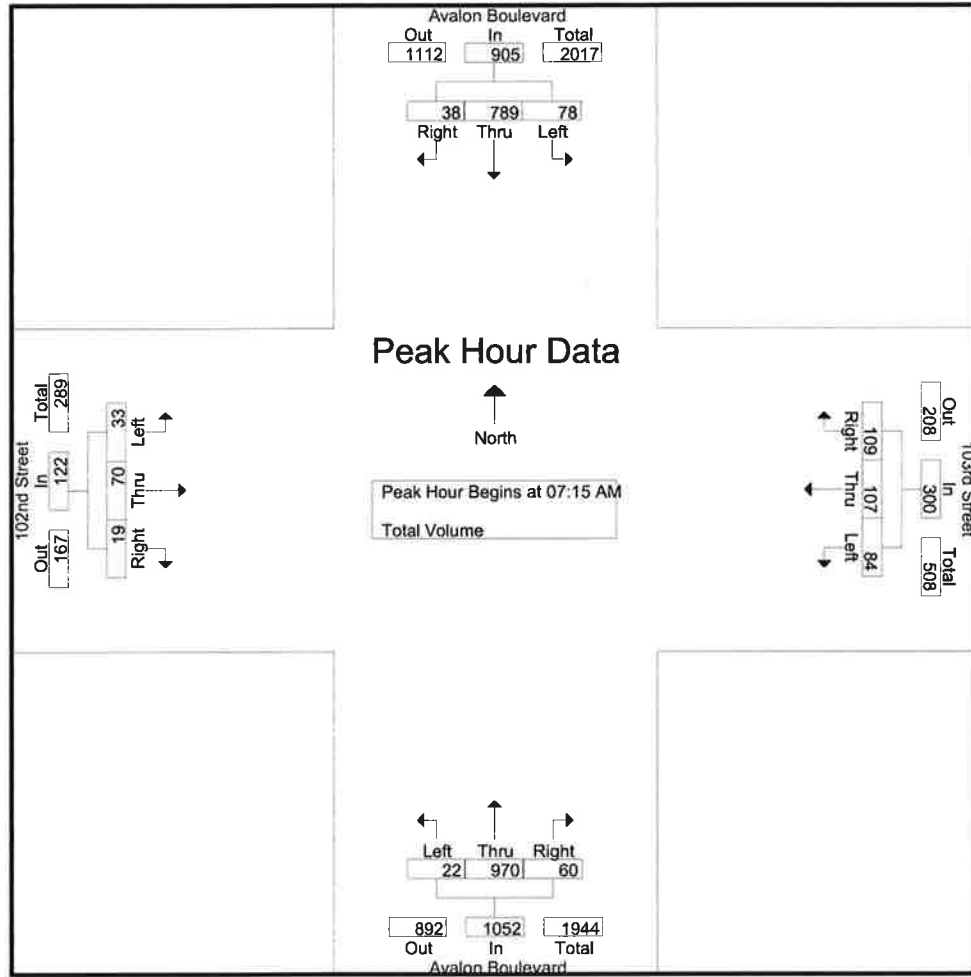 Avalon Boulevard
Out In Total
1112 905 2017
38 789 78
Right Thru Left
Peak Hour Data
North
Peak Hour Begins at 07:15 AM
Total Volume
102nd Street
Out In Total
167 122 289
19 70 33
Right Thru Left
103rd Street
Out In Total
208 300 508
109 107 84
Right Thru Left
Left Thru Right
22 970 60
892 1052 1944
Out In Total
Avalon Boulevard